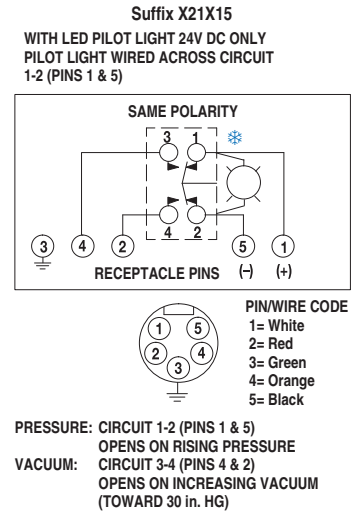 Suffix X21X15
WITH LED PILOT LIGHT 24V DC ONLY
PILOT LIGHT WIRED ACROSS CIRCUIT
1-2 (PINS 1 & 5)
SAME POLARITY
3 1
4 2
3 4 2 5 1
RECEPTACLE PINS (–) (+)
PIN/WIRE CODE
1= White
2= Red
3= Green
4= Orange
5= Black
1 5
2 4
3
PRESSURE: CIRCUIT 1-2 (PINS 1 & 5)
OPENS ON RISING PRESSURE
VACUUM: CIRCUIT 3-4 (PINS 4 & 2)
OPENS ON INCREASING VACUUM
(TOWARD 30 in. HG)